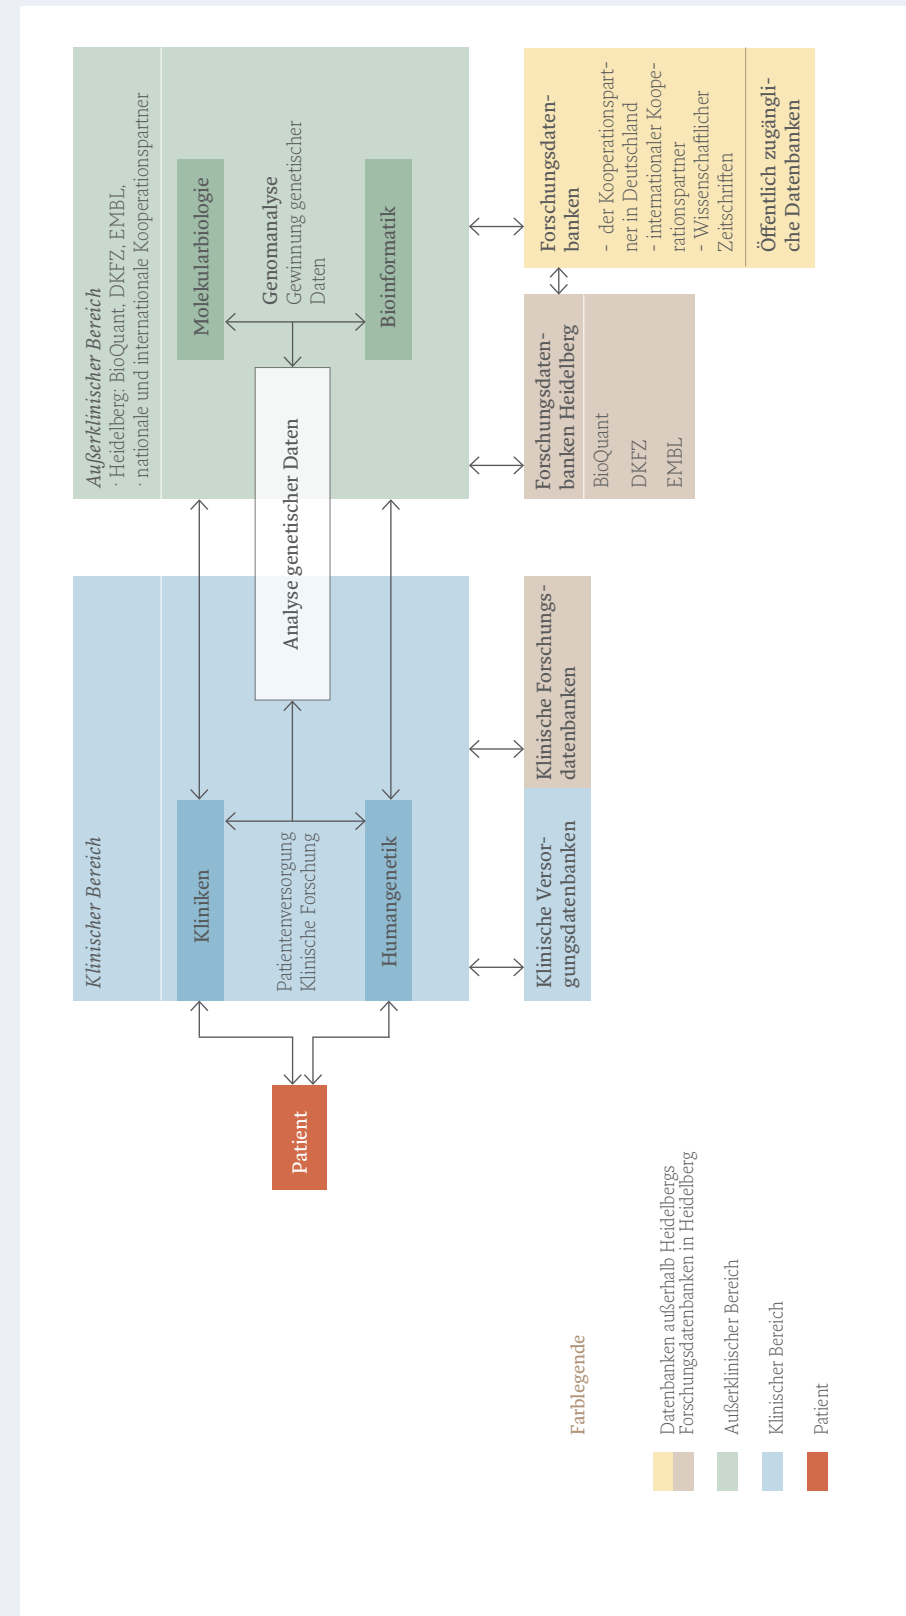 Patient
Klinischer Bereich
Kliniken
Patientenversorgung
Klinische Forschung
Humangenetik
Analyse genetischer Daten
Außerklinischer Bereich
· Heidelberg: BioQuant, DKFZ, EMBL,
· nationale und internationale Kooperationspartner
Molekularbiologie
Genomanalyse
Gewinnung genetischer
Daten
Bioinformatik
Klinische Versor-
gungsdatenbanken
Klinische Forschungs-
datenbanken
Forschungsdaten-
banken Heidelberg
BioQuant
DKFZ
EMBL
Forschungsdaten-
banken
- der Kooperationspart-
ner in Deutschland
- internationaler Koope-
rationspartner
- Wissenschaftlicher
Zeitschriften
Öffentlich zugängli-
che Datenbanken
Farblegende
Datenbanken außerhalb Heidelbergs
Forschungsdatenbanken in Heidelberg
Außerklinischer Bereich
Klinischer Bereich
Patient